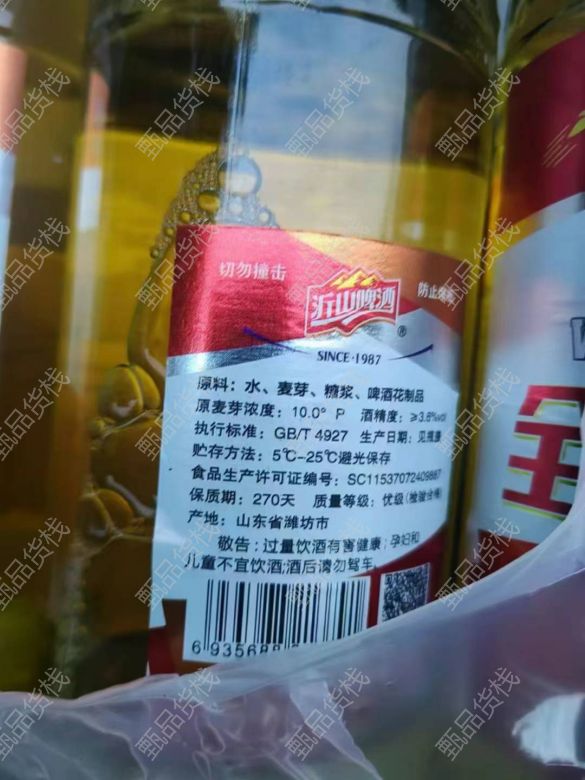 切勿撞击
沂山啤酒
®
防止爆瓶
SINCE·1987
原料: 水、麦芽、糖浆、啤酒花制品
原麦芽浓度: 10.0° P 酒精度: ≥3.6%vol
执行标准: GB/T 4927 生产日期: 见瓶康
贮存方法: 5℃-25℃避光保存
食品生产许可证编号: SC11537072409887
保质期: 270天 质量等级: 优级
产地: 山东省潍坊市
敬告: 过量饮酒有害健康; 孕妇和
儿童不宜饮酒;酒后请勿驾车.
6 935688
全
甄品货栈